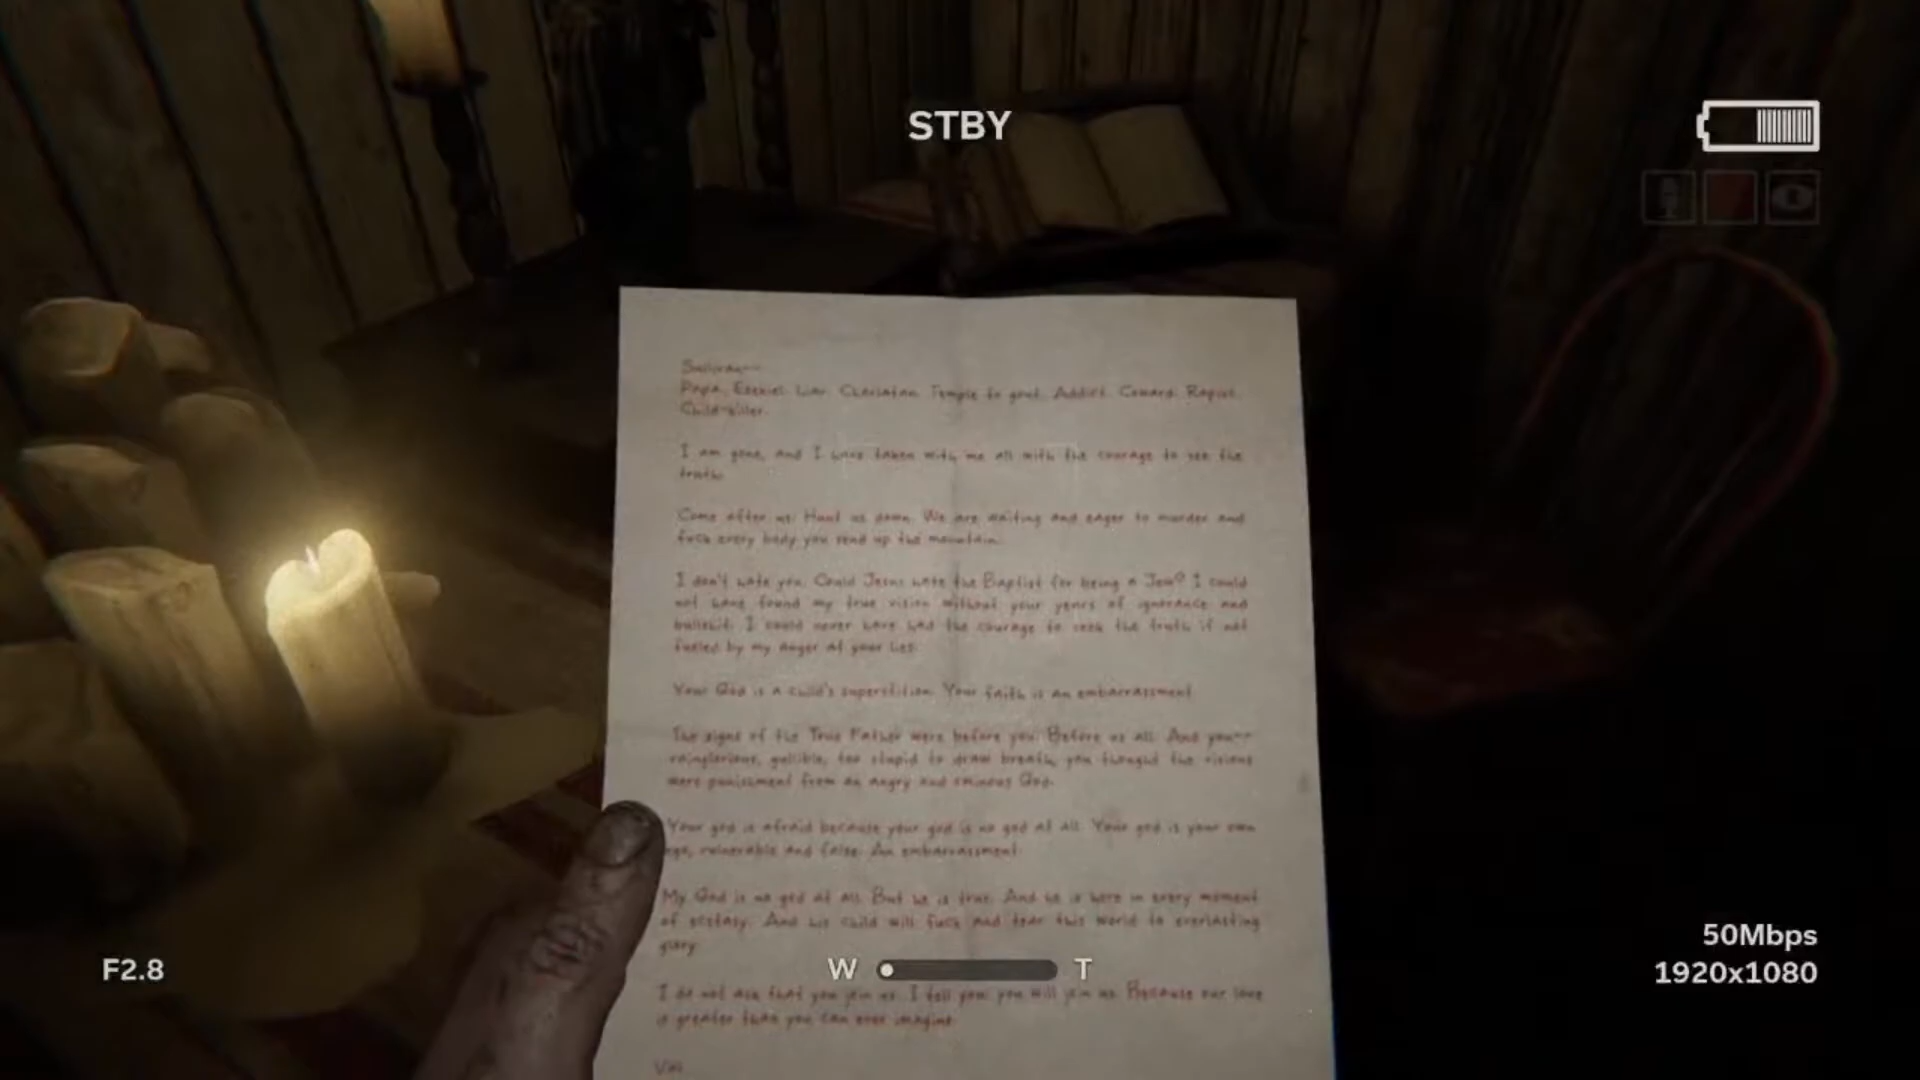 STBY
Sullivan--
Papa. Ezekiel. Liar. Charlatan. Temple to gout. Addict. Coward. Rapist.
Child-killer.
I am gone, and I have taken with me all with the courage to see the
truth.
Come after us. Hunt us down. We are waiting and eager to murder and
fuck every body you send up the mountain.
I don't hate you. Could Jesus hate the Baptist for being a Jew? I could
not have found my true vision without your years of ignorance and
bullshit. I could never have had the courage to seek the truth if not
fueled by my anger at your lies.
Your God is a child's superstition. Your faith is an embarrassment.
The signs of the True Father were before you. Before us all. And you--
vainglorious, gullible, too stupid to draw breath, you thought the visions
were punishment from an angry and ominous God.
Your god is afraid because your god is no god at all. Your god is your own
ego, vulnerable and false. An embarrassment.
My God is no god at all. But he is true. And he is here in every moment
of ecstasy. And his child will fuck and tear this world to everlasting
glory.
F2.8
W T
50Mbps
1920x1080
I do not ask that you join us. I tell you: you will join us. Because our love
is greater than you can ever imagine.
Val